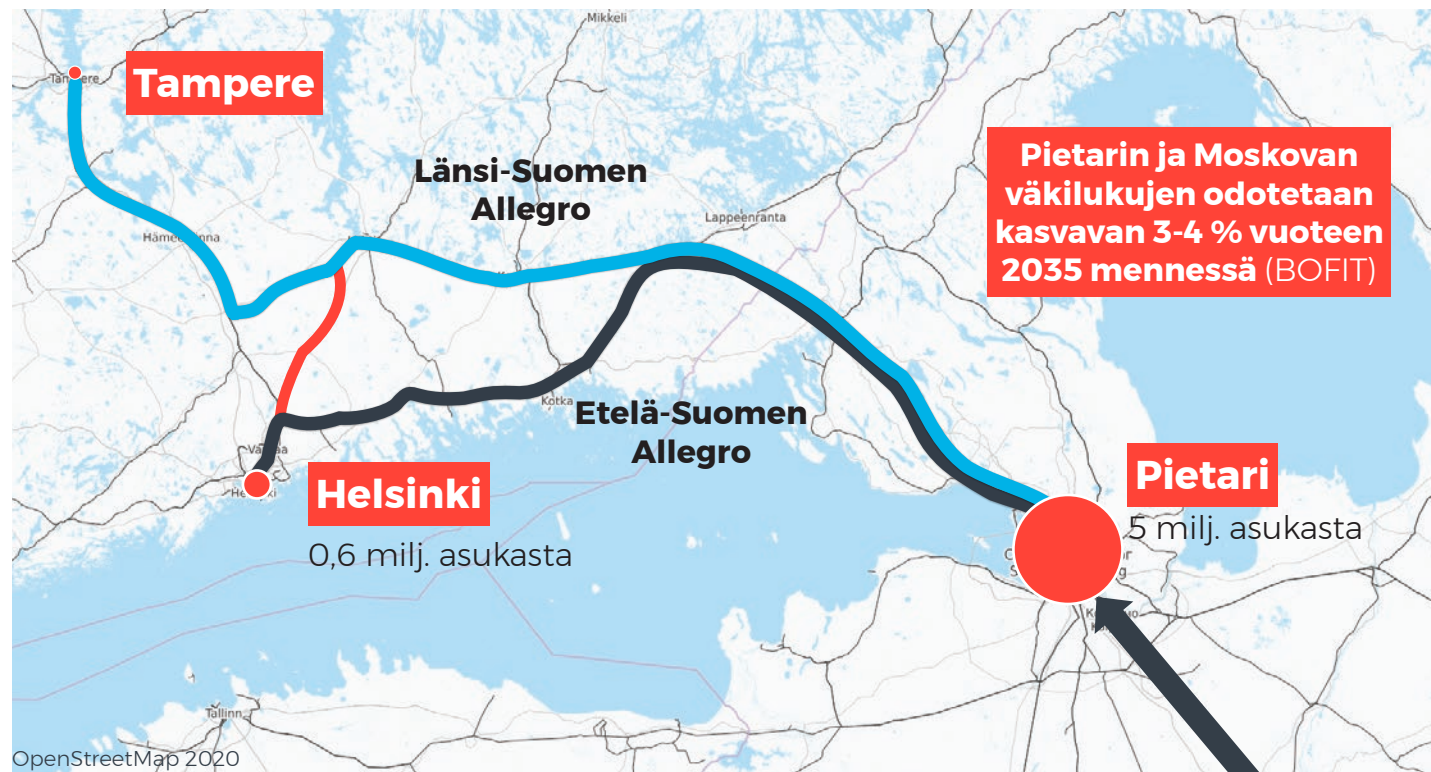 Mikkeli
Tampere
Länsi-Suomen
Allegro
Pietarin ja Moskovan
väkilukujen odotetaan
kasvavan 3-4 % vuoteen
2035 mennessä (BOFIT)
Lappeenranta
Kotka
Etelä-Suomen
Allegro
Helsinki
0,6 milj. asukasta
Pietari
5 milj. asukasta
Tallinn
OpenStreetMap 2020